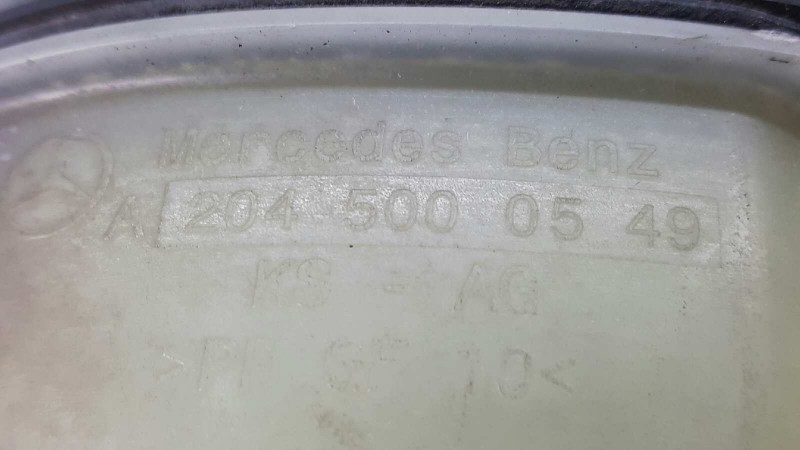 Mercedes Benz
A 204 500 05 49
KS - AG
>PP GF 10<